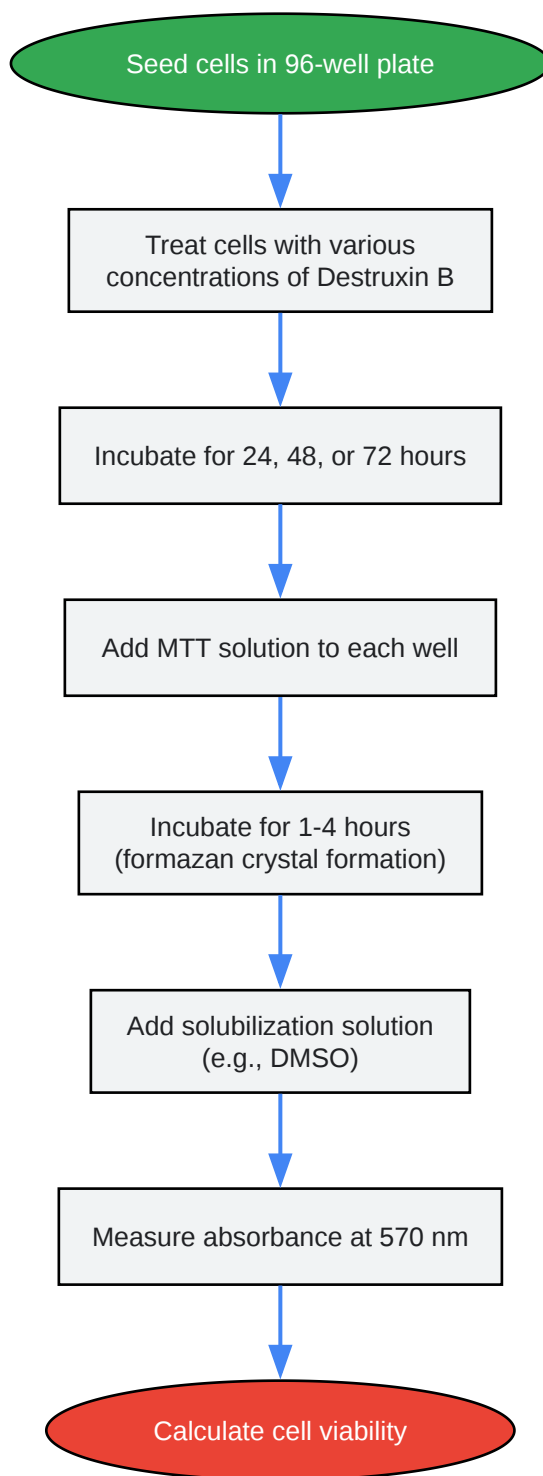 Seed cells in 96-well plate
Treat cells with various
concentrations of Destruxin B
Incubate for 24, 48, or 72 hours
Add MTT solution to each well
Incubate for 1-4 hours
(formazan crystal formation)
Add solubilization solution
(e.g., DMSO)
Measure absorbance at 570 nm
Calculate cell viability